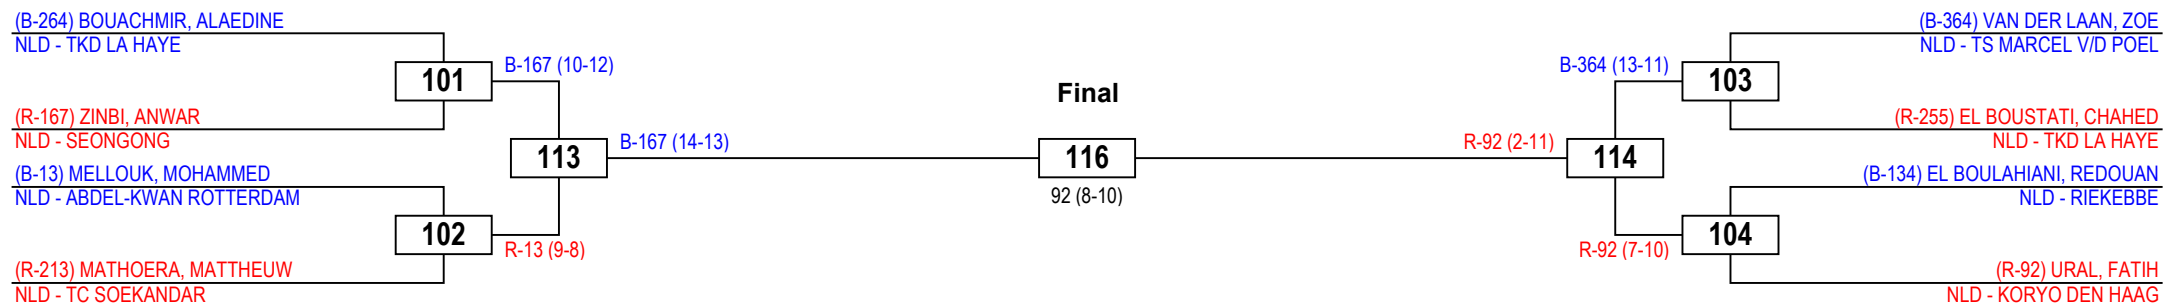 (B-264) BOUACHMIR, ALAEDINE
NLD - TKD LA HAYE
101
B-167 (10-12)
(R-167) ZINBI, ANWAR
NLD - SEONGONG
113
B-167 (14-13)
(B-13) MELLOUK, MOHAMMED
NLD - ABDEL-KWAN ROTTERDAM
102
R-13 (9-8)
(R-213) MATHOERA, MATTHEUW
NLD - TC SOEKANDAR
Final
116
92 (8-10)
(B-364) VAN DER LAAN, ZOE
NLD - TS MARCEL V/D POEL
B-364 (13-11)
103
(R-255) EL BOUSTATI, CHAHED
NLD - TKD LA HAYE
R-92 (2-11)
114
(B-134) EL BOULAHIANI, REDOUAN
NLD - RIEKEBBE
R-92 (7-10)
104
(R-92) URAL, FATIH
NLD - KORYO DEN HAAG